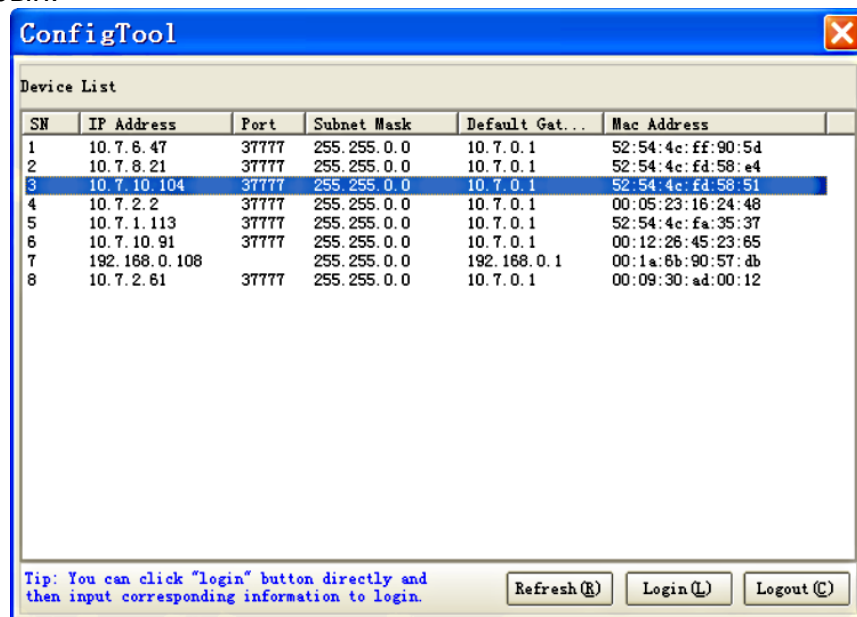 ConfigTool
Device List
SN IP Address Port Subnet Mask Default Gat... Mac Address
1 10.7.6.47 37777 255.255.0.0 10.7.0.1 52:54:4c:ff:90:5d
2 10.7.8.21 37777 255.255.0.0 10.7.0.1 52:54:4c:fd:58:e4
3 10.7.10.104 37777 255.255.0.0 10.7.0.1 52:54:4c:fd:58:51
4 10.7.2.2 37777 255.255.0.0 10.7.0.1 00:05:23:16:24:48
5 10.7.1.113 37777 255.255.0.0 10.7.0.1 52:54:4c:fa:35:37
6 10.7.10.91 37777 255.255.0.0 10.7.0.1 00:12:26:45:23:65
7 192.168.0.108 255.255.0.0 192.168.0.1 00:1a:6b:90:57:db
8 10.7.2.61 37777 255.255.0.0 10.7.0.1 00:09:30:ad:00:12
Tip: You can click "login" button directly and
then input corresponding information to login.
Refresh(R) Login(L) Logout(C)